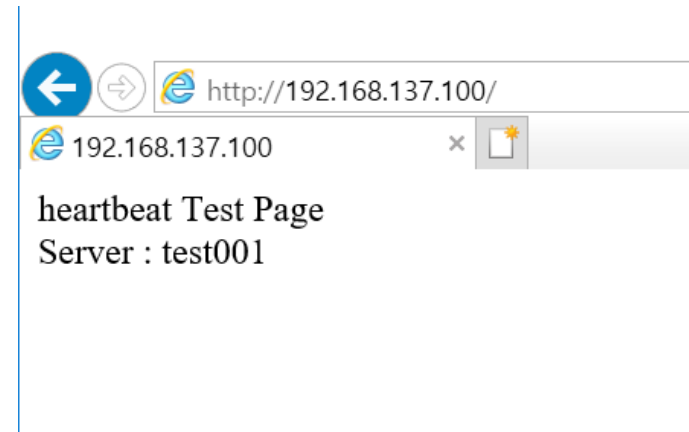 http://192.168.137.100/
192.168.137.100
heartbeat Test Page
Server : test001